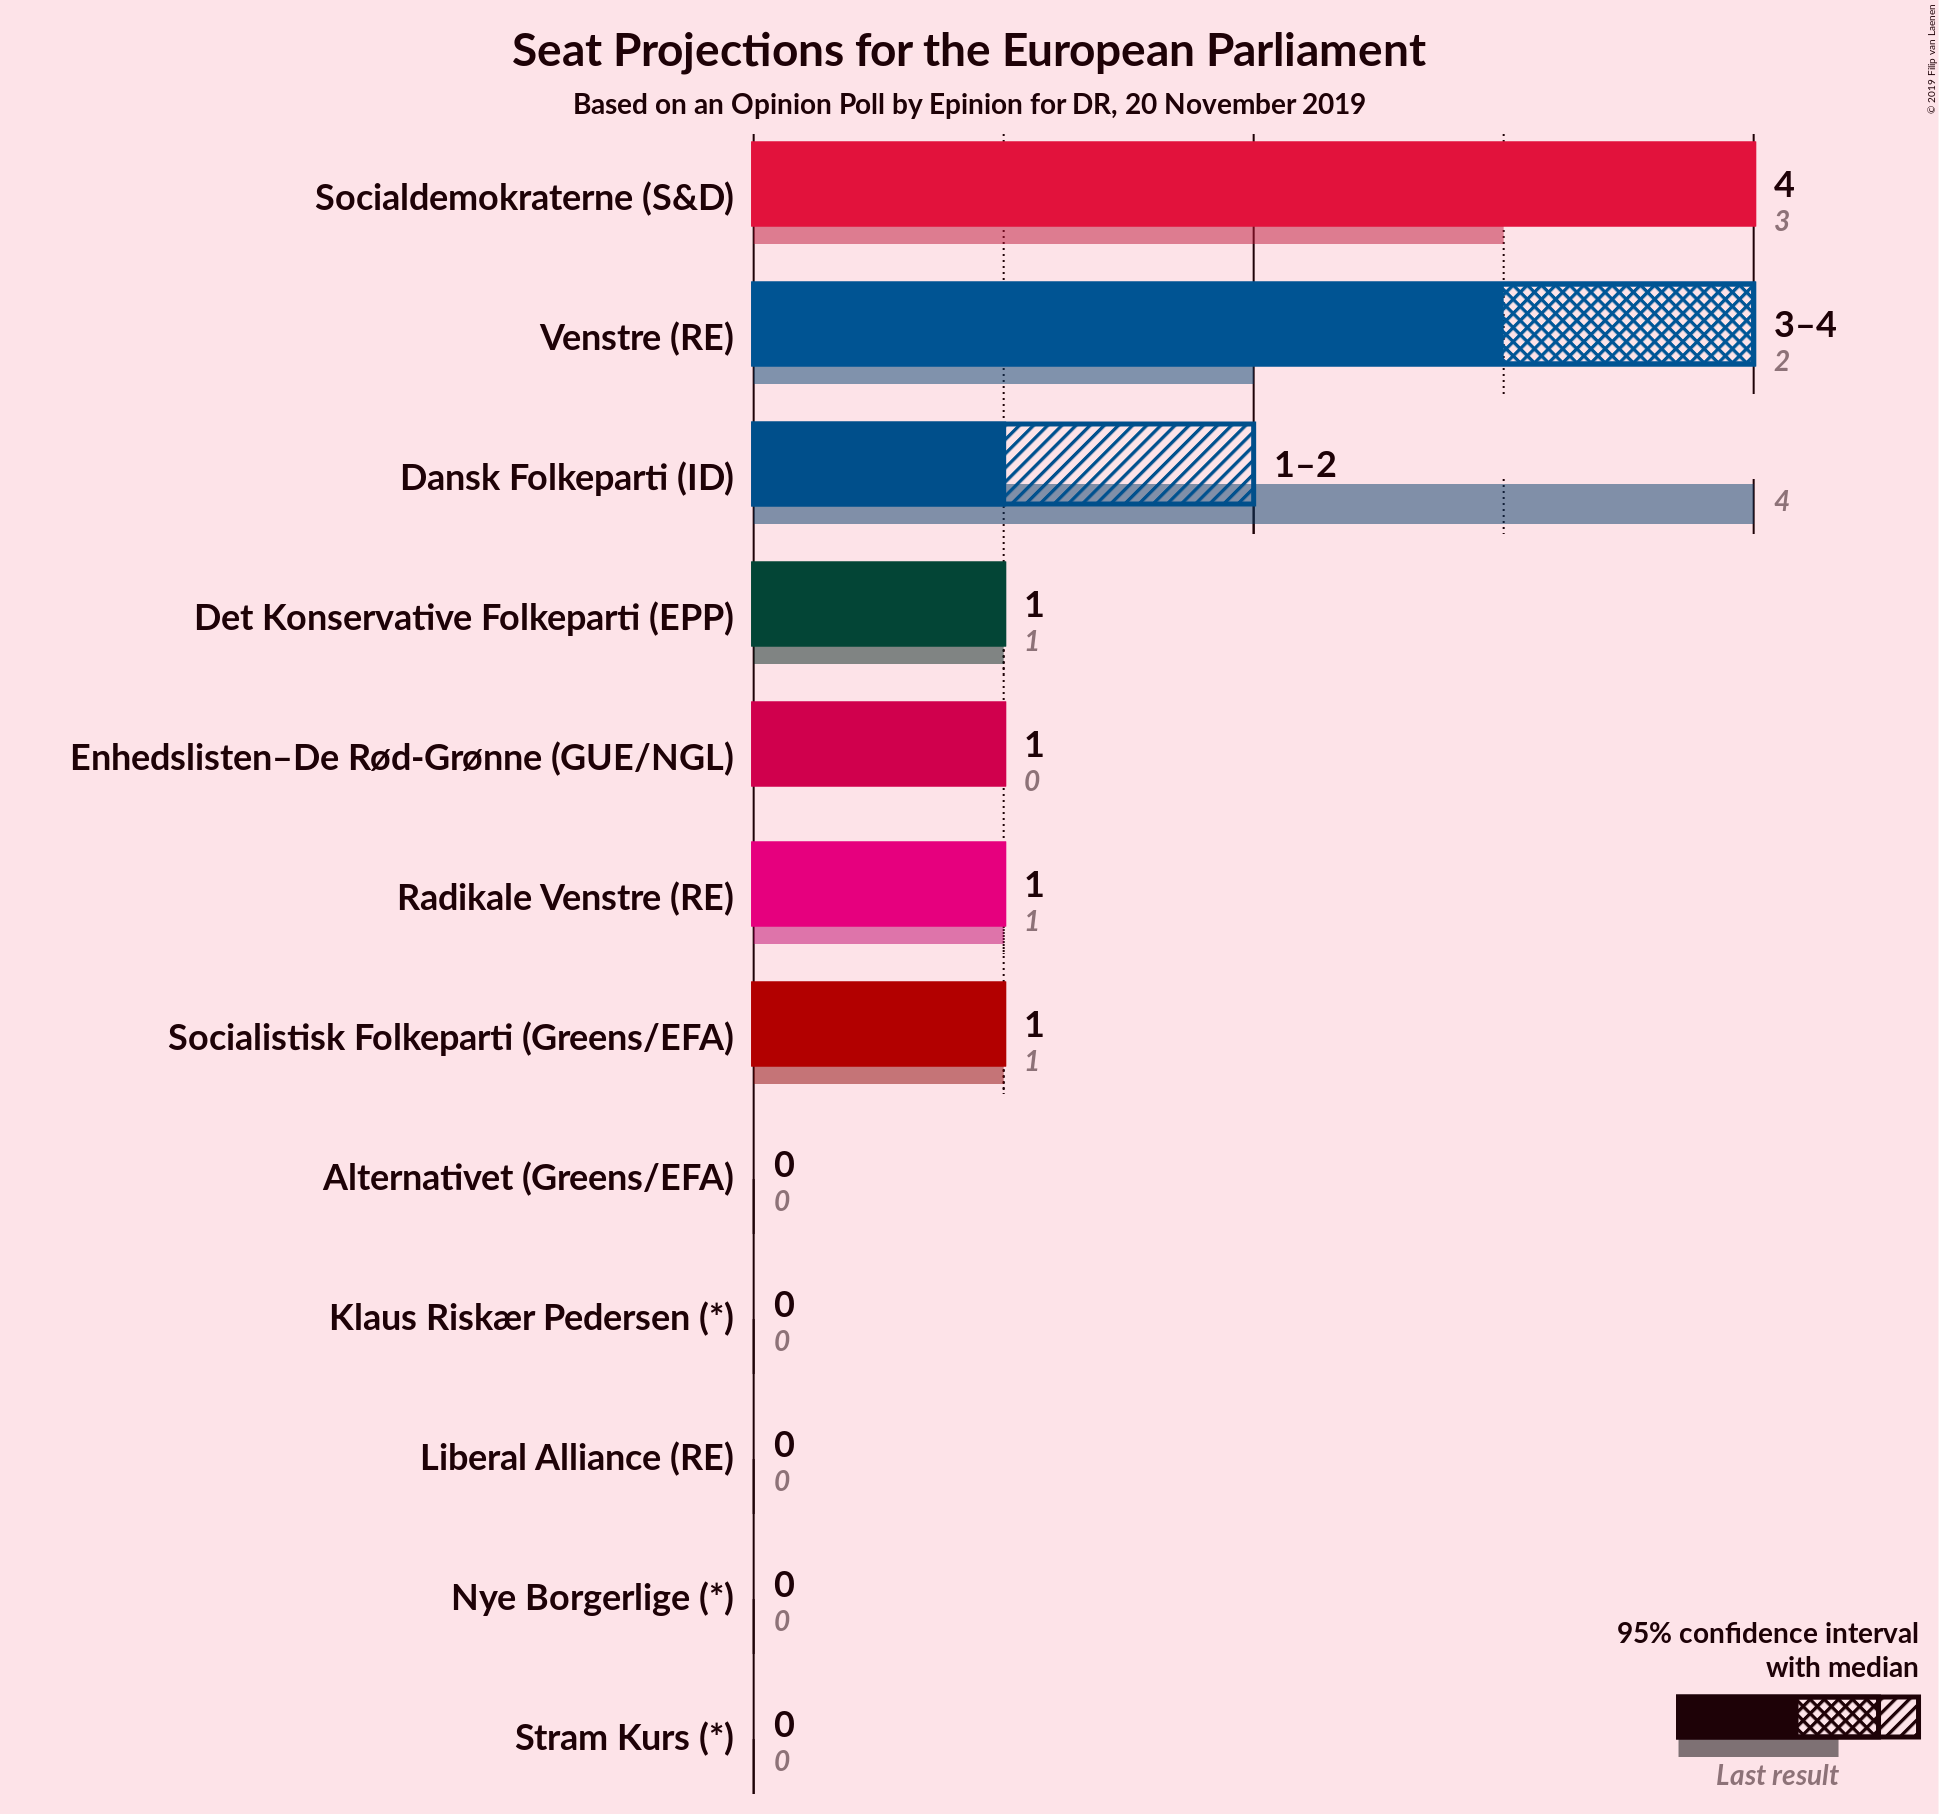 Seat Projections for the European Parliament
Based on an Opinion Poll by Epinion for DR, 20 November 2019
© 2019 Filip van Laenen
Socialdemokraterne (S&D)
4
3
Venstre (RE)
3–4
2
Dansk Folkeparti (ID)
1–2
4
Det Konservative Folkeparti (EPP)
1
1
Enhedslisten–De Rød-Grønne (GUE/NGL)
1
0
Radikale Venstre (RE)
1
1
Socialistisk Folkeparti (Greens/EFA)
1
1
Alternativet (Greens/EFA)
0
0
Klaus Riskær Pedersen (*)
0
0
Liberal Alliance (RE)
0
0
Nye Borgerlige (*)
0
0
Stram Kurs (*)
0
0
95% confidence interval
with median
Last result